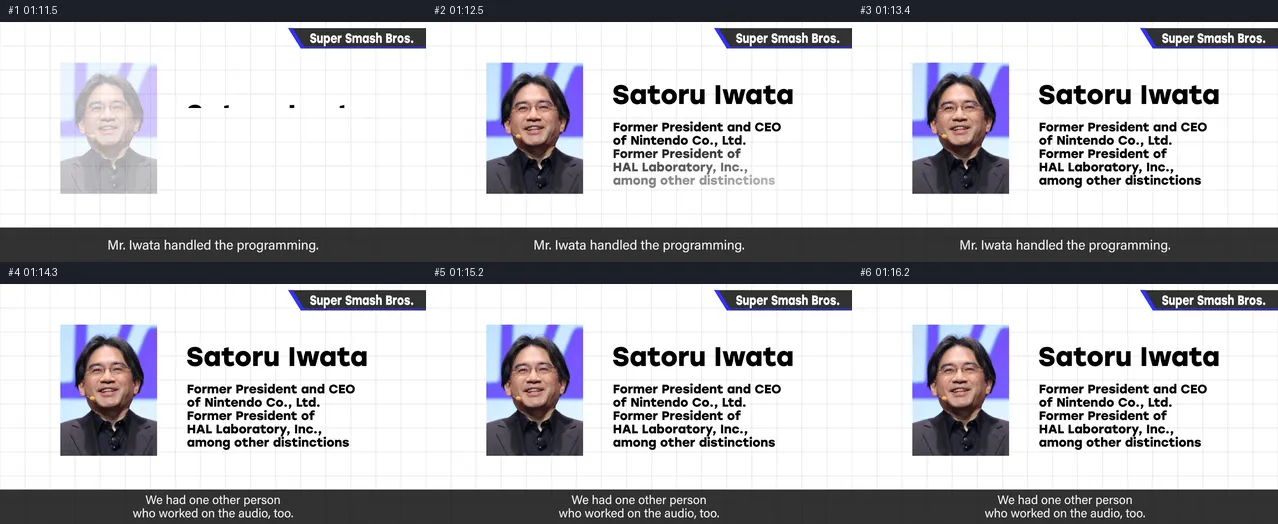 #1 01:11.5
Super Smash Bros.
Mr. Iwata handled the programming.
#2 01:12.5
Super Smash Bros.
Satoru Iwata
Former President and CEO
of Nintendo Co., Ltd.
Former President of
HAL Laboratory, Inc.,
among other distinctions
Mr. Iwata handled the programming.
#3 01:13.4
Super Smash Bros.
Satoru Iwata
Former President and CEO
of Nintendo Co., Ltd.
Former President of
HAL Laboratory, Inc.,
among other distinctions
Mr. Iwata handled the programming.
#4 01:14.3
Super Smash Bros.
Satoru Iwata
Former President and CEO
of Nintendo Co., Ltd.
Former President of
HAL Laboratory, Inc.,
among other distinctions
We had one other person
who worked on the audio, too.
#5 01:15.2
Super Smash Bros.
Satoru Iwata
Former President and CEO
of Nintendo Co., Ltd.
Former President of
HAL Laboratory, Inc.,
among other distinctions
We had one other person
who worked on the audio, too.
#6 01:16.2
Super Smash Bros.
Satoru Iwata
Former President and CEO
of Nintendo Co., Ltd.
Former President of
HAL Laboratory, Inc.,
among other distinctions
We had one other person
who worked on the audio, too.